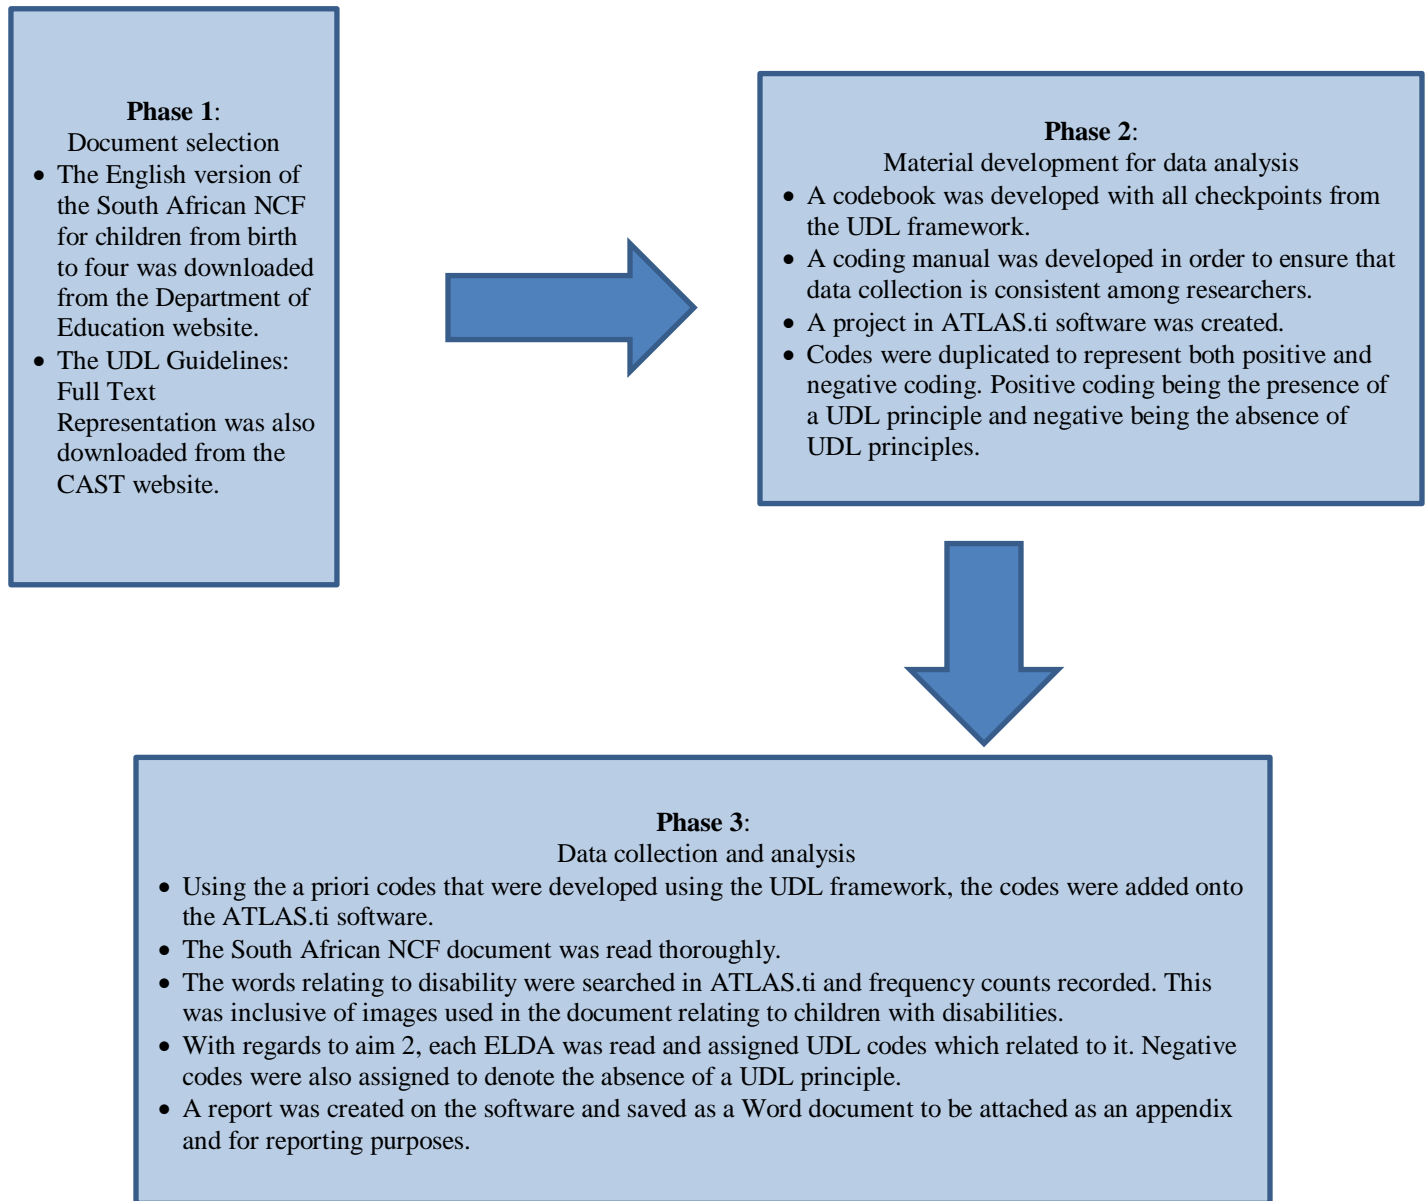 Phase 1:
Document selection
• The English version of
the South African NCF
for children from birth
to four was downloaded
from the Department of
Education website.
• The UDL Guidelines:
Full Text
Representation was also
downloaded from the
CAST website.
Phase 2:
Material development for data analysis
• A codebook was developed with all checkpoints from
the UDL framework.
• A coding manual was developed in order to ensure that
data collection is consistent among researchers.
• A project in ATLAS.ti software was created.
• Codes were duplicated to represent both positive and
negative coding. Positive coding being the presence of
a UDL principle and negative being the absence of
UDL principles.
Phase 3:
Data collection and analysis
• Using the a priori codes that were developed using the UDL framework, the codes were added onto
the ATLAS.ti software.
• The South African NCF document was read thoroughly.
• The words relating to disability were searched in ATLAS.ti and frequency counts recorded. This
was inclusive of images used in the document relating to children with disabilities.
• With regards to aim 2, each ELDA was read and assigned UDL codes which related to it. Negative
codes were also assigned to denote the absence of a UDL principle.
• A report was created on the software and saved as a Word document to be attached as an appendix
and for reporting purposes.